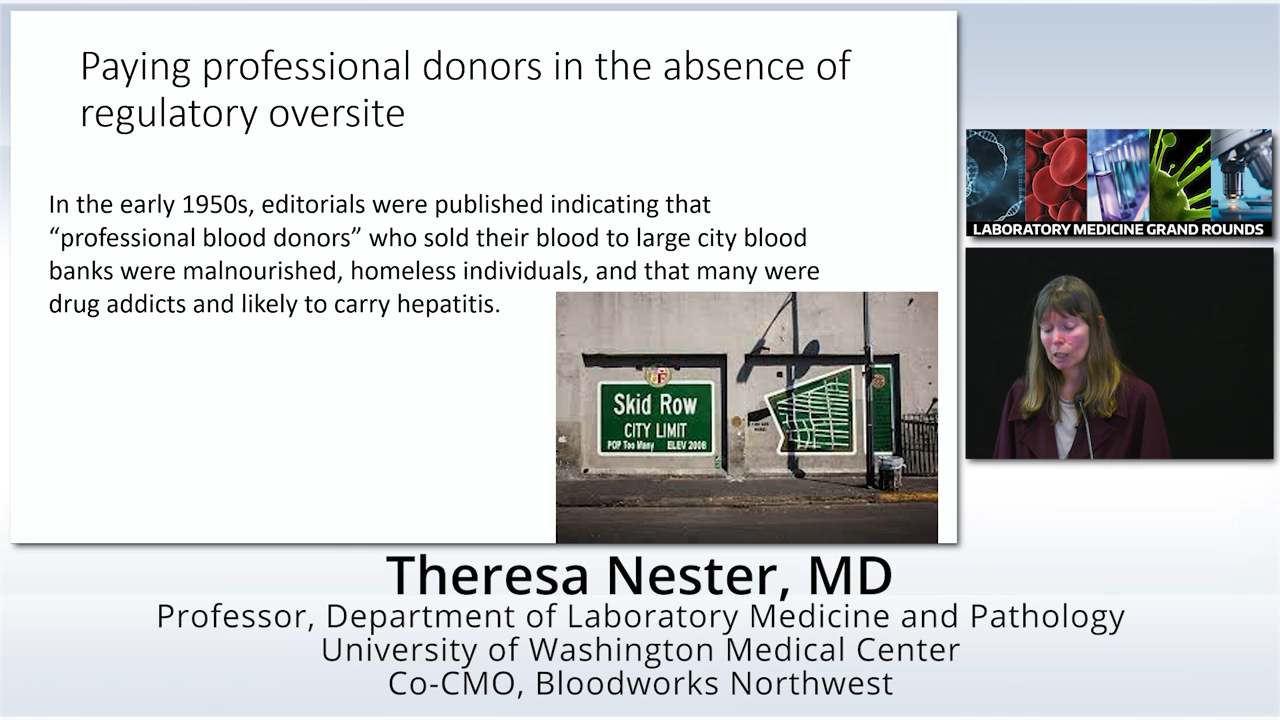 Paying professional donors in the absence of
regulatory oversite
In the early 1950s, editorials were published indicating that
“professional blood donors” who sold their blood to large city blood
banks were malnourished, homeless individuals, and that many were
drug addicts and likely to carry hepatitis.
Skid Row
CITY LIMIT
POP Too Many ELEV 2008
LABORATORY MEDICINE GRAND ROUNDS
Theresa Nester, MD
Professor, Department of Laboratory Medicine and Pathology
University of Washington Medical Center
Co-CMO, Bloodworks Northwest